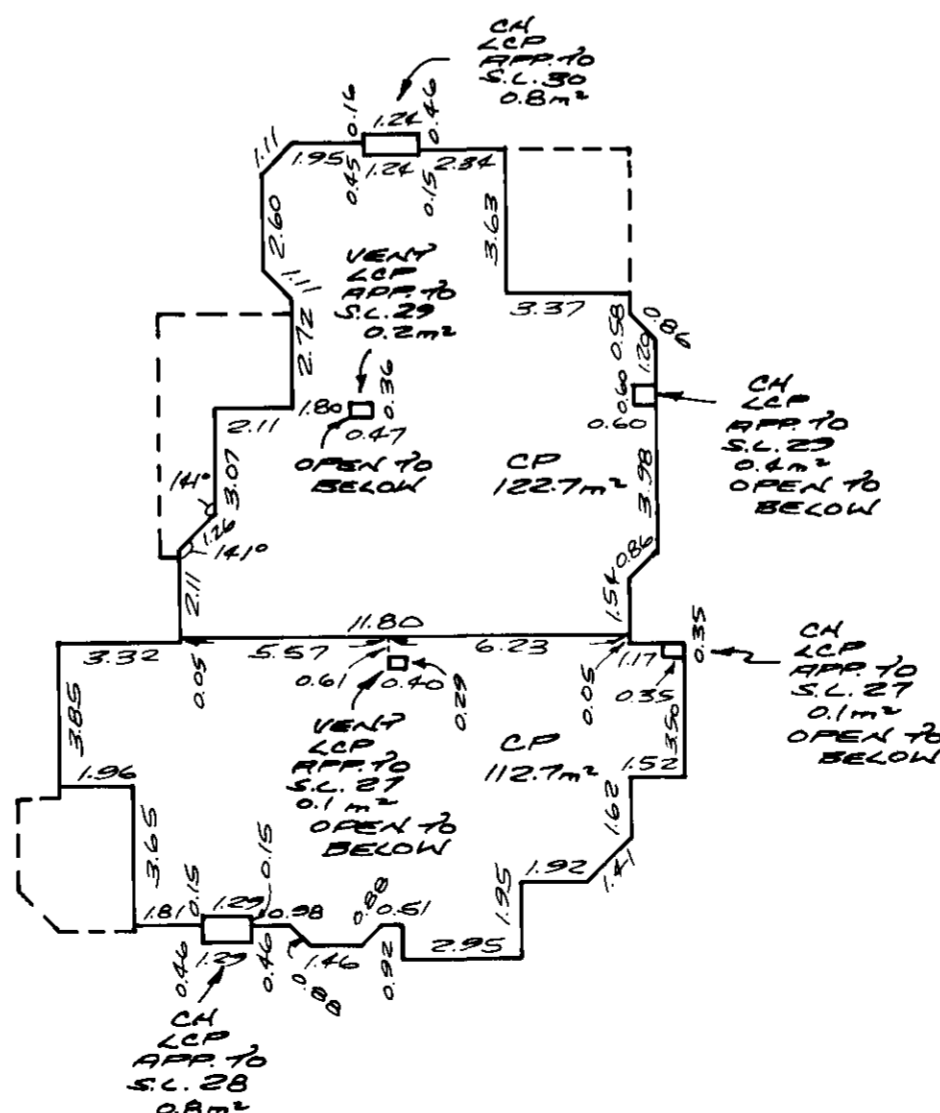 CH
LCP
APP. TO
S.L. 30
0.8m²
0.16
1.24
0.46
1.11
1.95
0.45
1.24
0.15
2.34
2.60
3.63
VENT
LCP
APP. TO
S.L. 29
0.2m²
1.11
2.72
3.37
0.58
0.86
1.20
0.36
1.80
0.47
0.60
0.60
2.11
OPEN TO
BELOW
CP
122.7m²
CH
LCP
APP. TO
S.L. 29
0.4m²
OPEN TO
BELOW
3.98
141°
3.07
1.26
141°
0.86
2.11
1.54
11.80
3.32
0.05
5.57
6.23
0.05
1.17
0.35
0.35
CH
LCP
APP. TO
S.L. 27
0.1m²
OPEN TO
BELOW
0.61
0.40
0.29
3.85
VENT
LCP
APP. TO
S.L. 27
0.1m²
OPEN TO
BELOW
CP
112.7m²
3.50
1.52
1.96
1.62
3.65
0.15
0.15
1.81
1.29
0.98
0.88
0.61
1.95
1.92
1.41
0.46
1.29
0.46
0.88
1.46
0.92
2.95
CH
LCP
APP. TO
S.L. 28
0.8m²